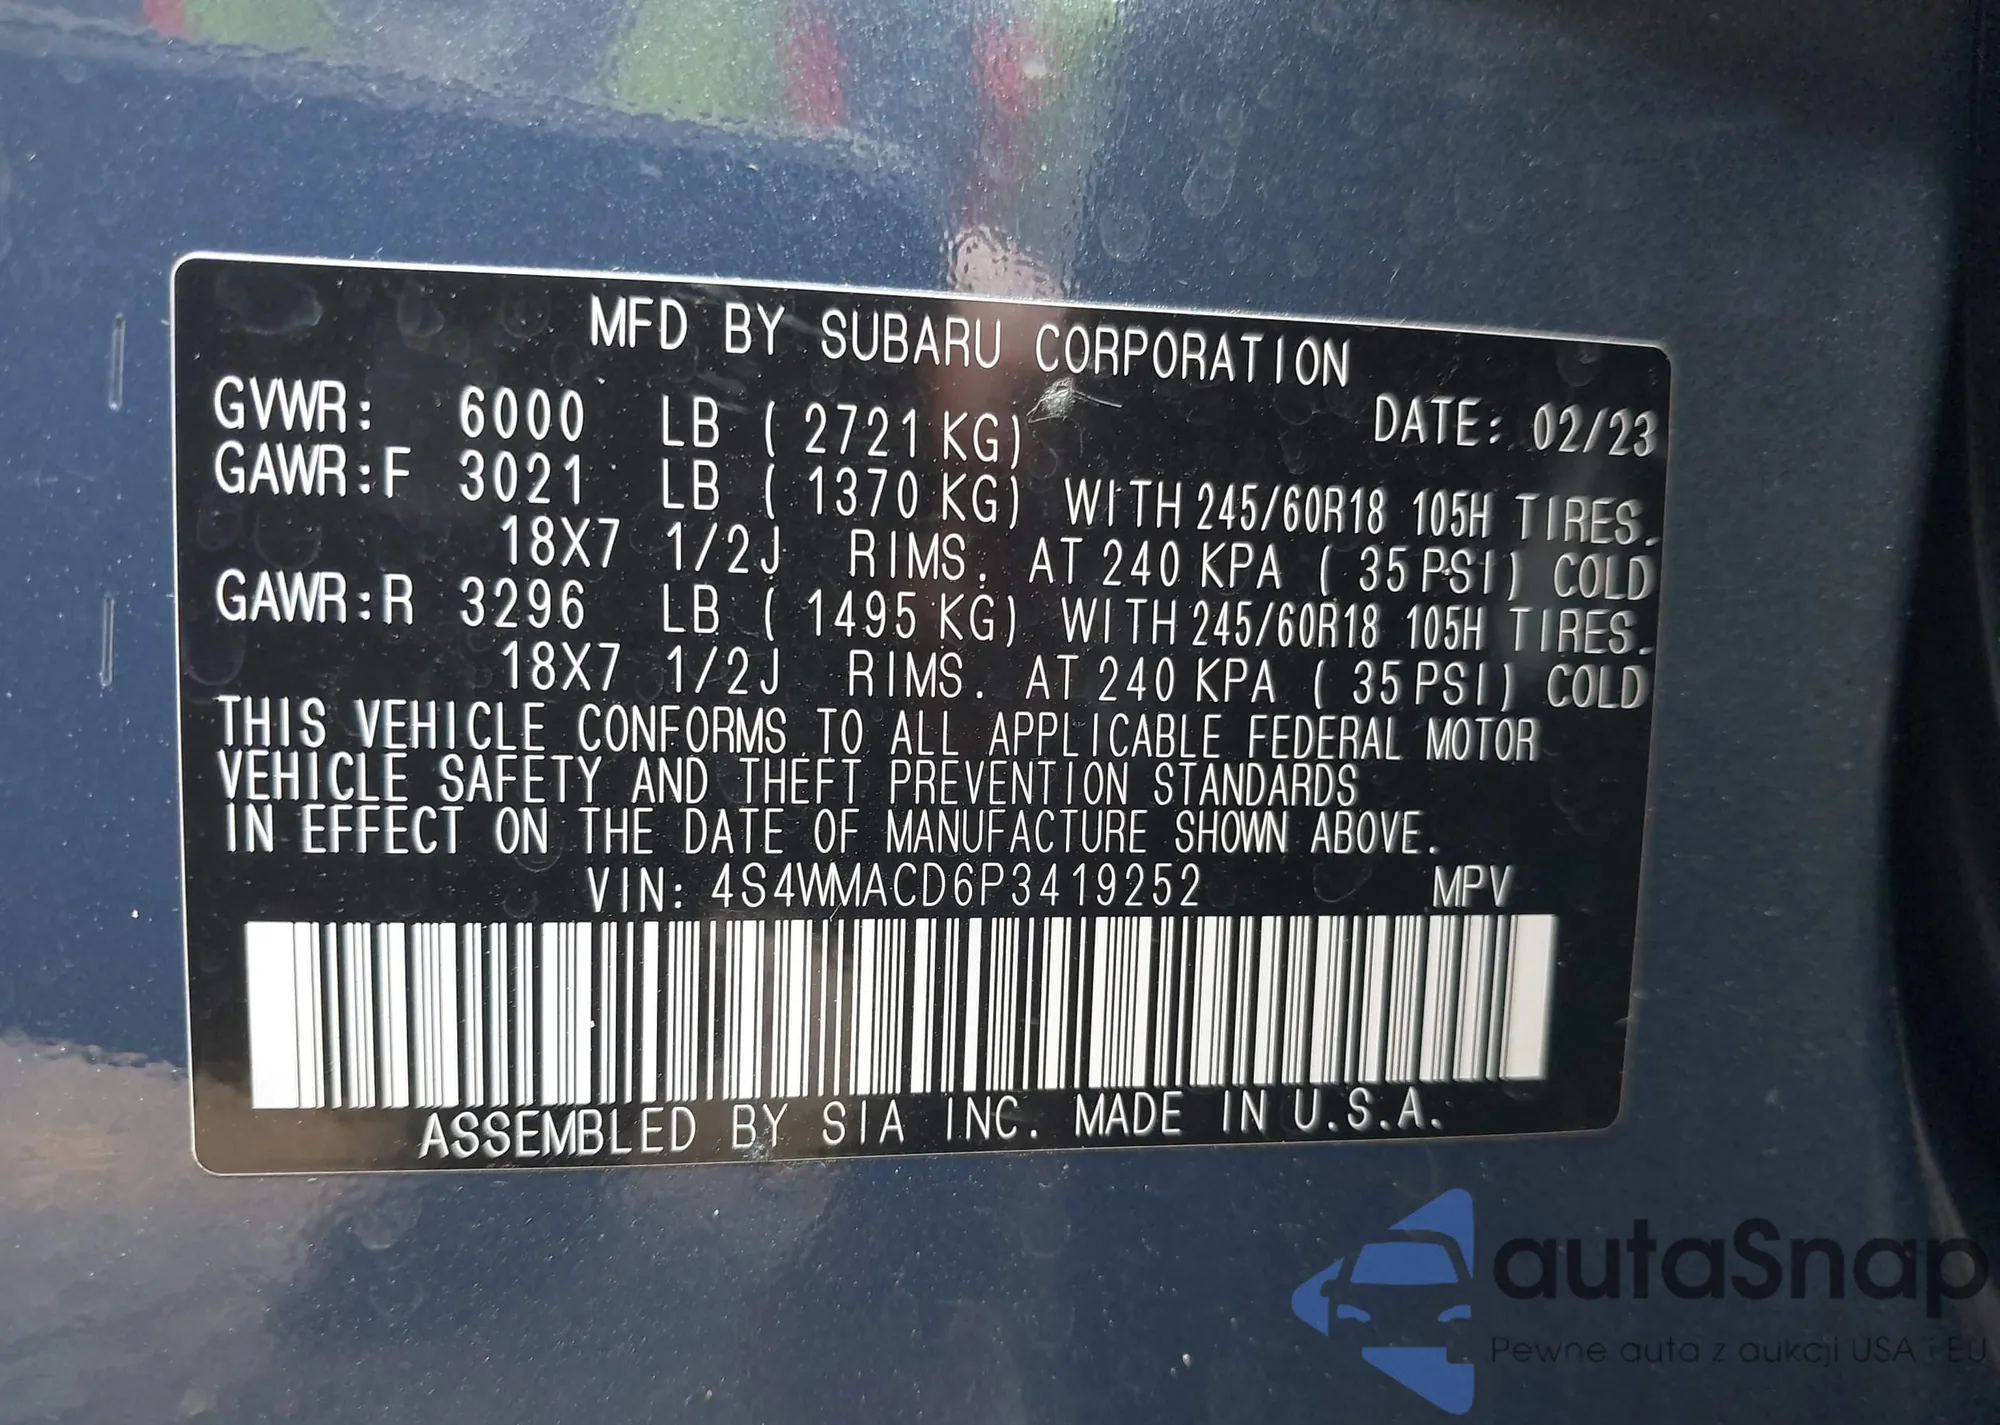 MFD BY SUBARU CORPORATION
GVWR: 6000 LB ( 2721 KG) DATE: 02/23
GAWR:F 3021 LB ( 1370 KG) WITH 245/60R18 105H TIRES.
18X7 1/2J RIMS. AT 240 KPA ( 35 PSI) COLD
GAWR:R 3296 LB ( 1495 KG) WITH 245/60R18 105H TIRES.
18X7 1/2J RIMS. AT 240 KPA ( 35 PSI) COLD
THIS VEHICLE CONFORMS TO ALL APPLICABLE FEDERAL MOTOR
VEHICLE SAFETY AND THEFT PREVENTION STANDARDS
IN EFFECT ON THE DATE OF MANUFACTURE SHOWN ABOVE.
VIN: 4S4WMACD6P3419252 MPV
ASSEMBLED BY SIA INC. MADE IN U.S.A.
autaSnap
Pewne auta z aukcji USA i EU